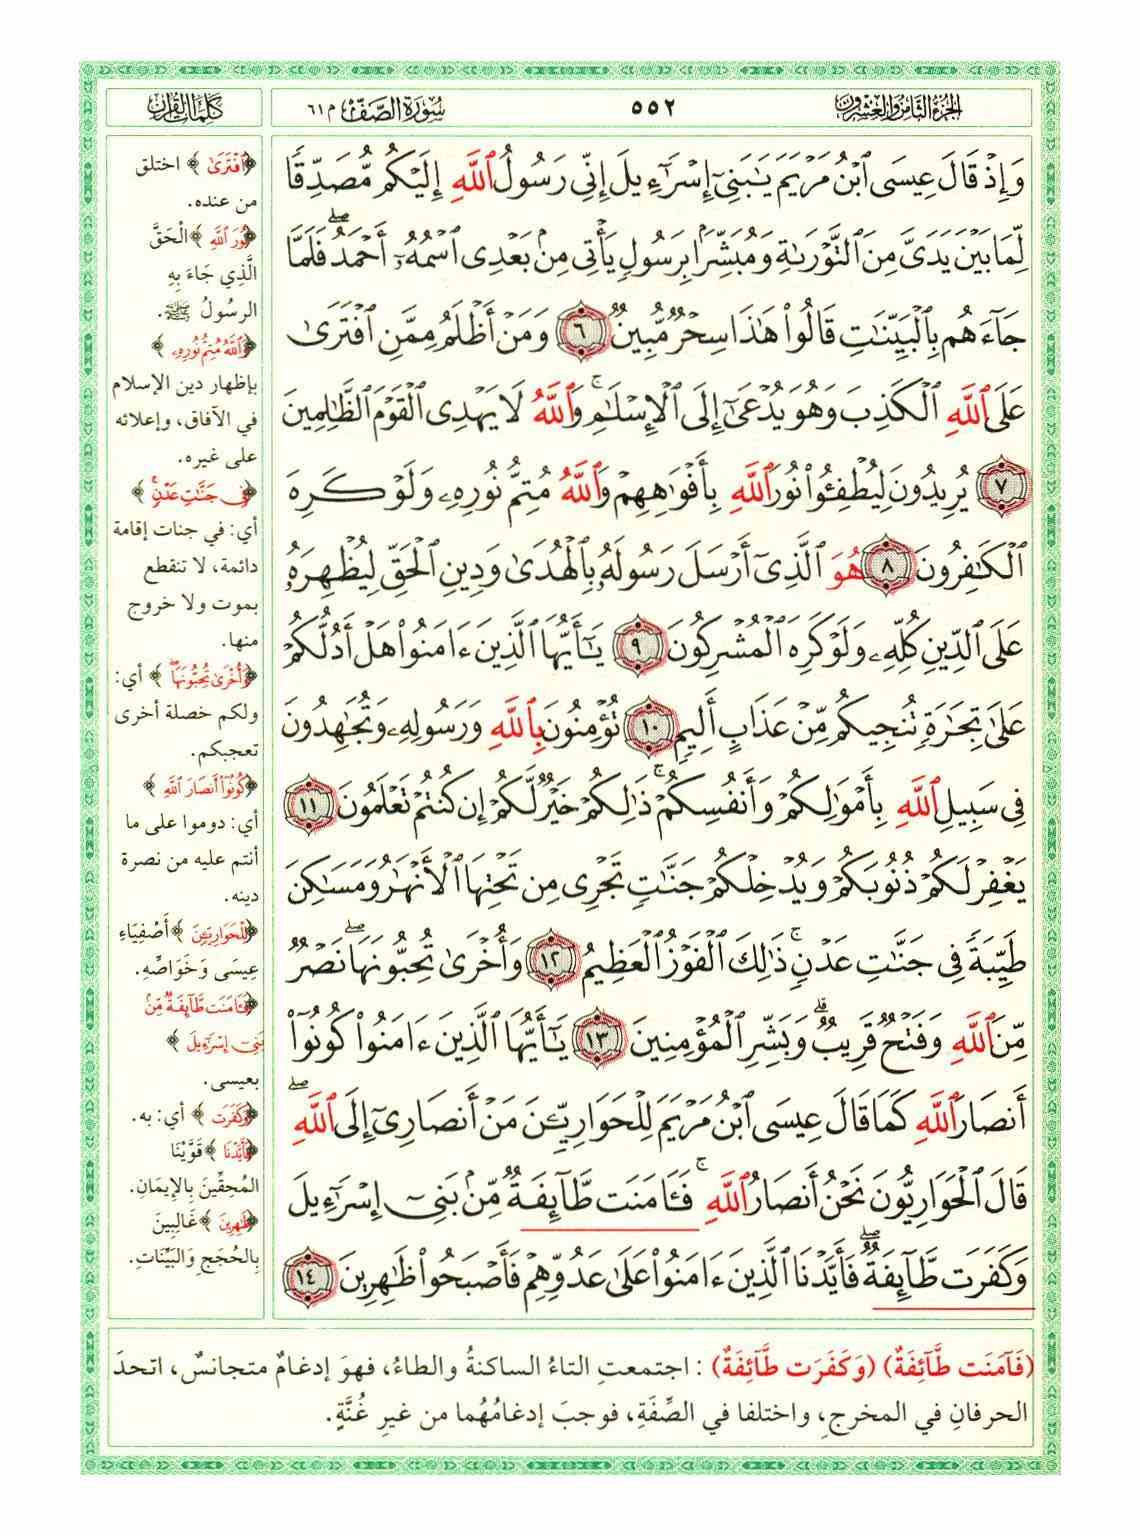 الجزء الثامن والعشرون
٥٥٢
سُورَةُ الصَّفِّ م ٦١
كلمات القرآن
وَإِذْ قَالَ عِيسَى ٱبْنُ مَرْيَمَ يَٰبَنِىٓ إِسْرَٰٓءِيلَ إِنِّى رَسُولُ ٱللَّهِ إِلَيْكُم مُّصَدِّقًا
لِّمَا بَيْنَ يَدَىَّ مِنَ ٱلتَّوْرَىٰةِ وَمُبَشِّرًۢا بِرَسُولٍ يَأْتِى مِنۢ بَعْدِى ٱسْمُهُۥٓ أَحْمَدُ ۖ فَلَمَّا
جَآءَهُم بِٱلْبَيِّنَٰتِ قَالُوا۟ هَٰذَا سِحْرٌ مُّبِينٌ ٦ وَمَنْ أَظْلَمُ مِمَّنِ ٱفْتَرَىٰ
عَلَى ٱللَّهِ ٱلْكَذِبَ وَهُوَ يُدْعَىٰٓ إِلَى ٱلْإِسْلَٰمِ ۚ وَٱللَّهُ لَا يَهْدِى ٱلْقَوْمَ ٱلظَّٰلِمِينَ
٧ يُرِيدُونَ لِيُطْفِـُٔوا۟ نُورَ ٱللَّهِ بِأَفْوَٰهِهِمْ وَٱللَّهُ مُتِمُّ نُورِهِۦ وَلَوْ كَرِهَ
ٱلْكَٰفِرُونَ ٨ هُوَ ٱلَّذِىٓ أَرْسَلَ رَسُولَهُۥ بِٱلْهُدَىٰ وَدِينِ ٱلْحَقِّ لِيُظْهِرَهُۥ
عَلَى ٱلدِّينِ كُلِّهِۦ وَلَوْ كَرِهَ ٱلْمُشْرِكُونَ ٩ يَٰٓأَيُّهَا ٱلَّذِينَ ءَامَنُوا۟ هَلْ أَدُلُّكُمْ
عَلَىٰ تِجَٰرَةٍ تُنجِيكُم مِّنْ عَذَابٍ أَلِيمٍ ١٠ تُؤْمِنُونَ بِٱللَّهِ وَرَسُولِهِۦ وَتُجَٰهِدُونَ
فِى سَبِيلِ ٱللَّهِ بِأَمْوَٰلِكُمْ وَأَنفُسِكُمْ ۚ ذَٰلِكُمْ خَيْرٌ لَّكُمْ إِن كُنتُمْ تَعْلَمُونَ ١١
يَغْفِرْ لَكُمْ ذُنُوبَكُمْ وَيُدْخِلْكُمْ جَنَّٰتٍ تَجْرِى مِن تَحْتِهَا ٱلْأَنْهَٰرُ وَمَسَٰكِنَ
طَيِّبَةً فِى جَنَّٰتِ عَدْنٍ ۚ ذَٰلِكَ ٱلْفَوْزُ ٱلْعَظِيمُ ١٢ وَأُخْرَىٰ تُحِبُّونَهَا ۖ نَصْرٌ
مِّنَ ٱللَّهِ وَفَتْحٌ قَرِيبٌ ۗ وَبَشِّرِ ٱلْمُؤْمِنِينَ ١٣ يَٰٓأَيُّهَا ٱلَّذِينَ ءَامَنُوا۟ كُونُوٓا۟
أَنصَارَ ٱللَّهِ كَمَا قَالَ عِيسَى ٱبْنُ مَرْيَمَ لِلْحَوَارِيِّـۧنَ مَنْ أَنصَارِىٓ إِلَى ٱللَّهِ ۖ
قَالَ ٱلْحَوَارِيُّونَ نَحْنُ أَنصَارُ ٱللَّهِ ۚ فَـَٔامَنَت طَّآئِفَةٌ مِّنۢ بَنِىٓ إِسْرَٰٓءِيلَ
وَكَفَرَت طَّآئِفَةٌ ۖ فَأَيَّدْنَا ٱلَّذِينَ ءَامَنُوا۟ عَلَىٰ عَدُوِّهِمْ فَأَصْبَحُوا۟ ظَٰهِرِينَ ١٤
﴿ٱفْتَرَىٰ﴾ اختلق
من عنده.
﴿نُورَ ٱللَّهِ﴾ الْحَقَّ
الَّذِي جَاءَ بِهِ
الرسُولُ ﷺ.
﴿وَٱللَّهُ مُتِمُّ نُورِهِۦ﴾
بإظهار دين الإسلام
في الآفاق، وإعلائه
على غيره.
﴿فِى جَنَّٰتِ عَدْنٍ ۚ﴾
أي: في جنات إقامة
دائمة، لا تنقطع
بموت ولا خروج
منها.
﴿وَأُخْرَىٰ تُحِبُّونَهَا ۖ﴾ أي:
ولكم خصلة أخرى
تعجبكم.
﴿كُونُوٓا۟ أَنصَارَ ٱللَّهِ﴾
أي: دوموا على ما
أنتم عليه من نصرة
دينه.
﴿لِلْحَوَارِيِّـۧنَ﴾ أَصْفِيَاءِ
عِيسَى وَخَوَاصِّهِ.
﴿فَـَٔامَنَت طَّآئِفَةٌ مِّنۢ
بَنِىٓ إِسْرَٰٓءِيلَ﴾
بعيسى.
﴿وَكَفَرَت﴾ أي: به.
﴿فَأَيَّدْنَا﴾ قَوَّيْنَا
المُحِقِّينَ بِالإِيمَانِ.
﴿ظَٰهِرِينَ﴾ غَالِبِينَ
بِالحُجَجِ وَالبَيِّنَاتِ.
(فَآمَنَت طَّآئِفَةٌ) (وَكَفَرَت طَّآئِفَةٌ) : اجتمعتِ التاءُ الساكنةُ والطاءُ، فهوَ إدغامٌ متجانسٌ، اتحدَ
الحرفانِ في المخرجِ، واختلفا في الصِّفَةِ، فوجبَ إدغامُهُما من غيرِ غُنَّةٍ.